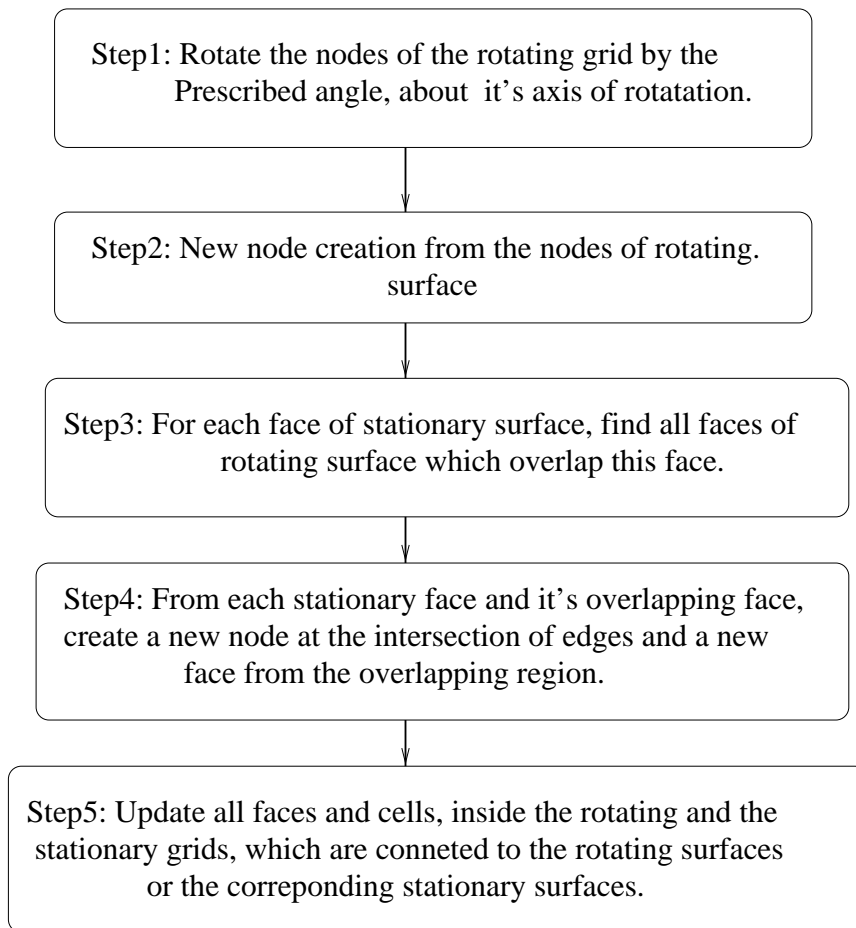 Step1: Rotate the nodes of the rotating grid by the
Prescribed angle, about it's axis of rotatation.
Step2: New node creation from the nodes of rotating.
surface
Step3: For each face of stationary surface, find all faces of
rotating surface which overlap this face.
Step4: From each stationary face and it's overlapping face,
create a new node at the intersection of edges and a new
face from the overlapping region.
Step5: Update all faces and cells, inside the rotating and the
stationary grids, which are conneted to the rotating surfaces
or the correponding stationary surfaces.